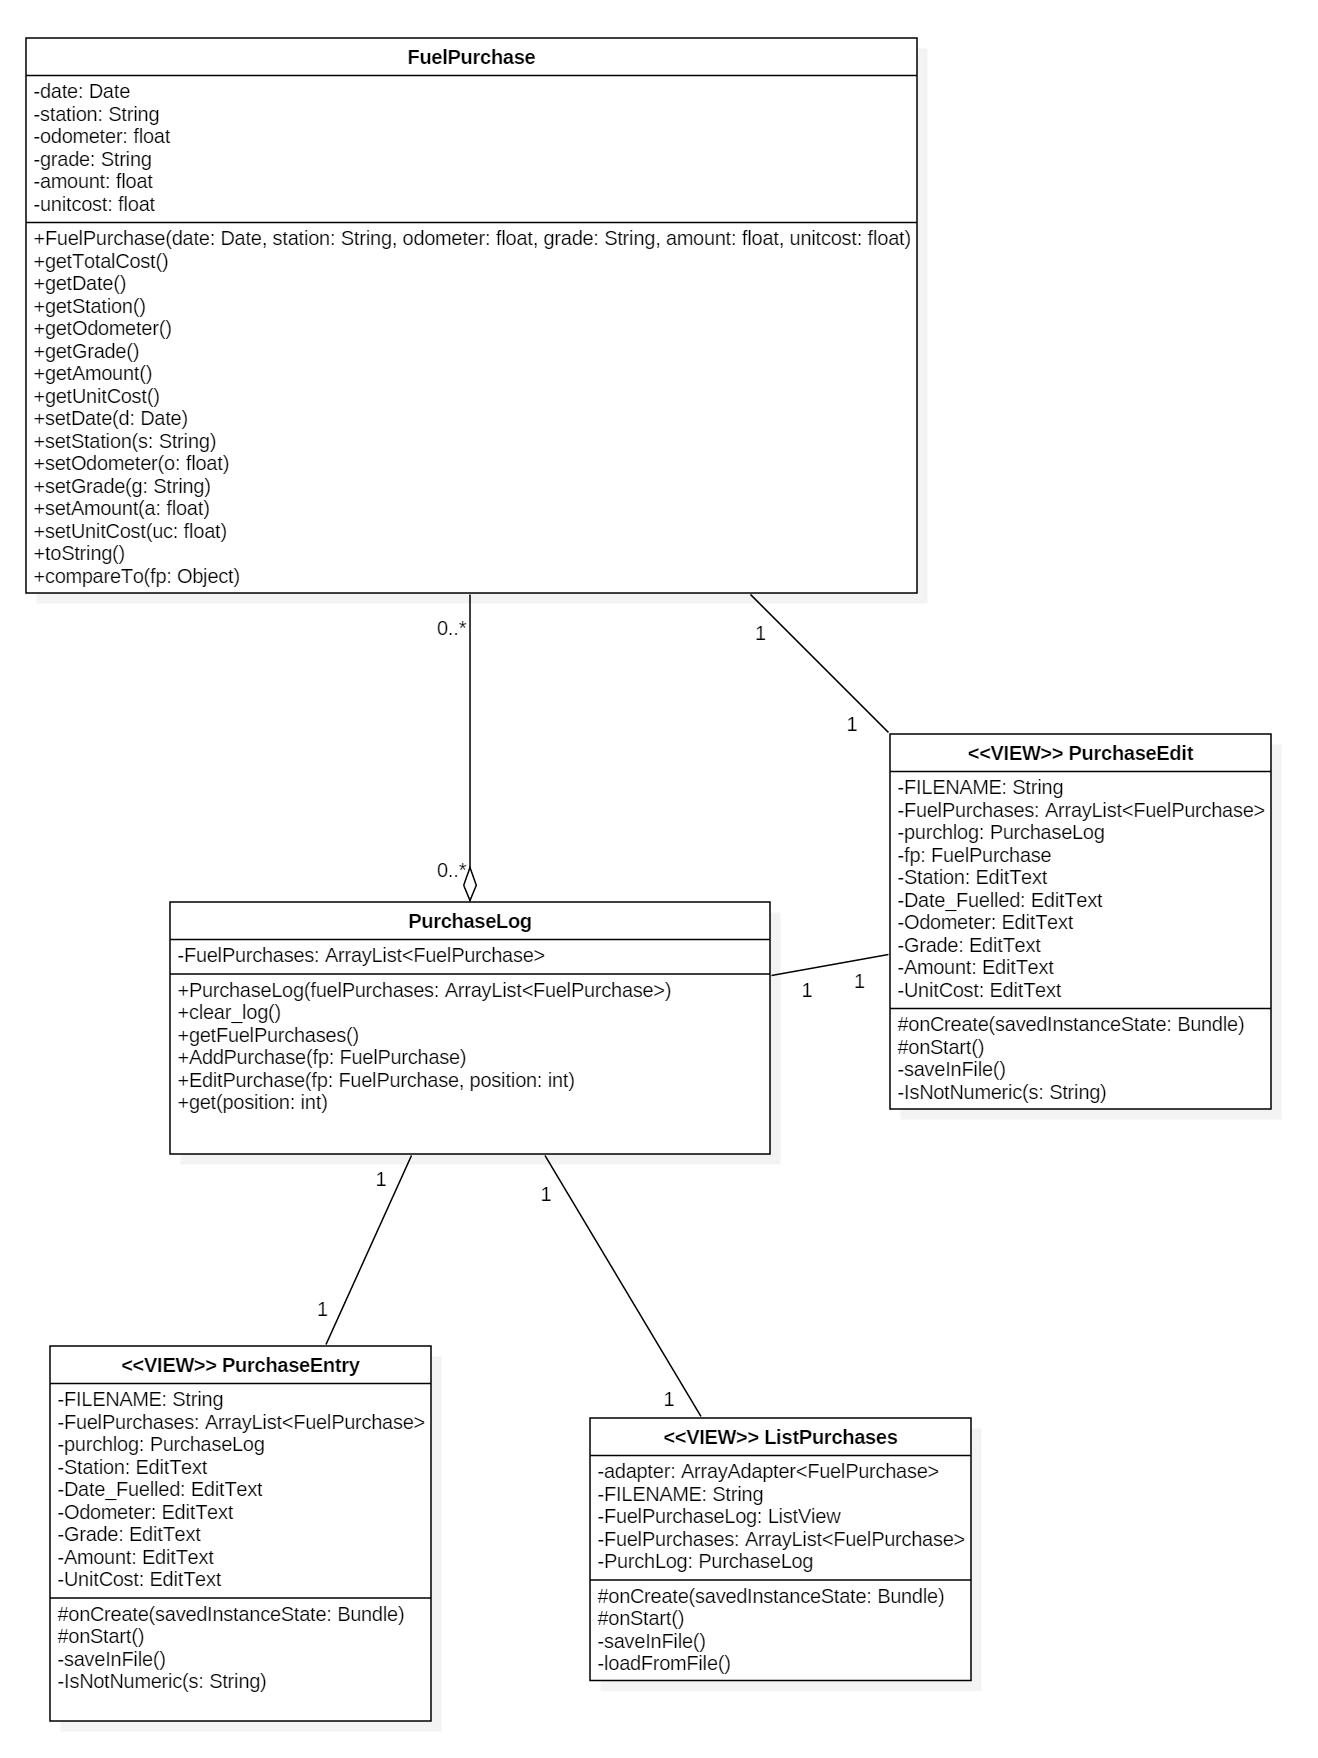 FuelPurchase
-date: Date
-station: String
-odometer: float
-grade: String
-amount: float
-unitcost: float
+FuelPurchase(date: Date, station: String, odometer: float, grade: String, amount: float, unitcost: float)
+getTotalCost()
+getDate()
+getStation()
+getOdometer()
+getGrade()
+getAmount()
+getUnitCost()
+setDate(d: Date)
+setStation(s: String)
+setOdometer(o: float)
+setGrade(g: String)
+setAmount(a: float)
+setUnitCost(uc: float)
+toString()
+compareTo(fp: Object)
0..*
1
1
0..*
<<VIEW>> PurchaseEdit
-FILENAME: String
-FuelPurchases: ArrayList<FuelPurchase>
-purchlog: PurchaseLog
-fp: FuelPurchase
-Station: EditText
-Date_Fuelled: EditText
-Odometer: EditText
-Grade: EditText
-Amount: EditText
-UnitCost: EditText
#onCreate(savedInstanceState: Bundle)
#onStart()
-saveInFile()
-IsNotNumeric(s: String)
PurchaseLog
-FuelPurchases: ArrayList<FuelPurchase>
+PurchaseLog(fuelPurchases: ArrayList<FuelPurchase>)
+clear_log()
+getFuelPurchases()
+AddPurchase(fp: FuelPurchase)
+EditPurchase(fp: FuelPurchase, position: int)
+get(position: int)
1
1
1
1
1
1
<<VIEW>> PurchaseEntry
-FILENAME: String
-FuelPurchases: ArrayList<FuelPurchase>
-purchlog: PurchaseLog
-Station: EditText
-Date_Fuelled: EditText
-Odometer: EditText
-Grade: EditText
-Amount: EditText
-UnitCost: EditText
#onCreate(savedInstanceState: Bundle)
#onStart()
-saveInFile()
-IsNotNumeric(s: String)
<<VIEW>> ListPurchases
-adapter: ArrayAdapter<FuelPurchase>
-FILENAME: String
-FuelPurchaseLog: ListView
-FuelPurchases: ArrayList<FuelPurchase>
-PurchLog: PurchaseLog
#onCreate(savedInstanceState: Bundle)
#onStart()
-saveInFile()
-loadFromFile()